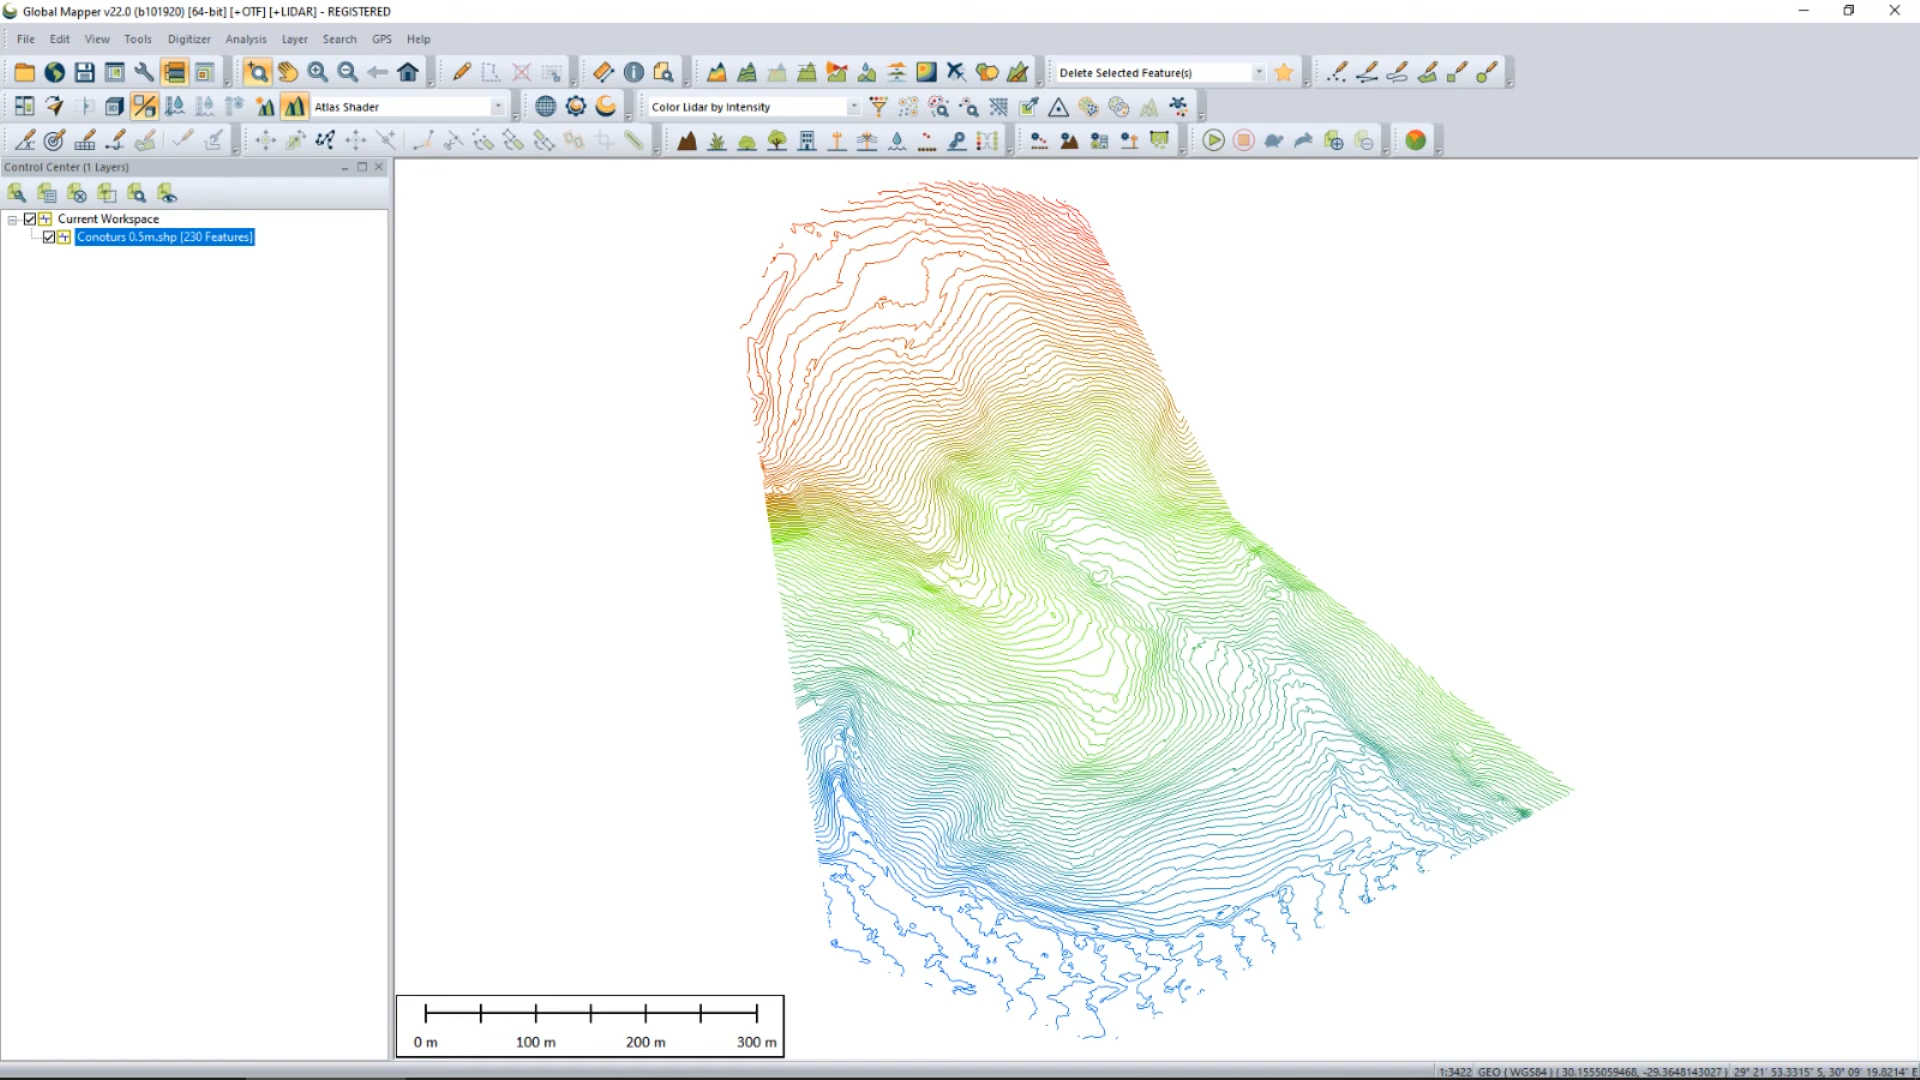 Global Mapper v22.0 (b101920) [64-bit] [+OTF] [+LIDAR] - REGISTERED
File Edit View Tools Digitizer Analysis Layer Search GPS Help
Delete Selected Feature(s)
Atlas Shader
Color Lidar by Intensity
Control Center (1 Layers)
Current Workspace
Conoturs 0.5m.shp [230 Features]
0 m 100 m 200 m 300 m
1:3422 GEO ( WGS84 ) ( 30.1555059468, -29.3648143027 ) 29° 21' 53.3315" S, 30° 09' 19.8214" E